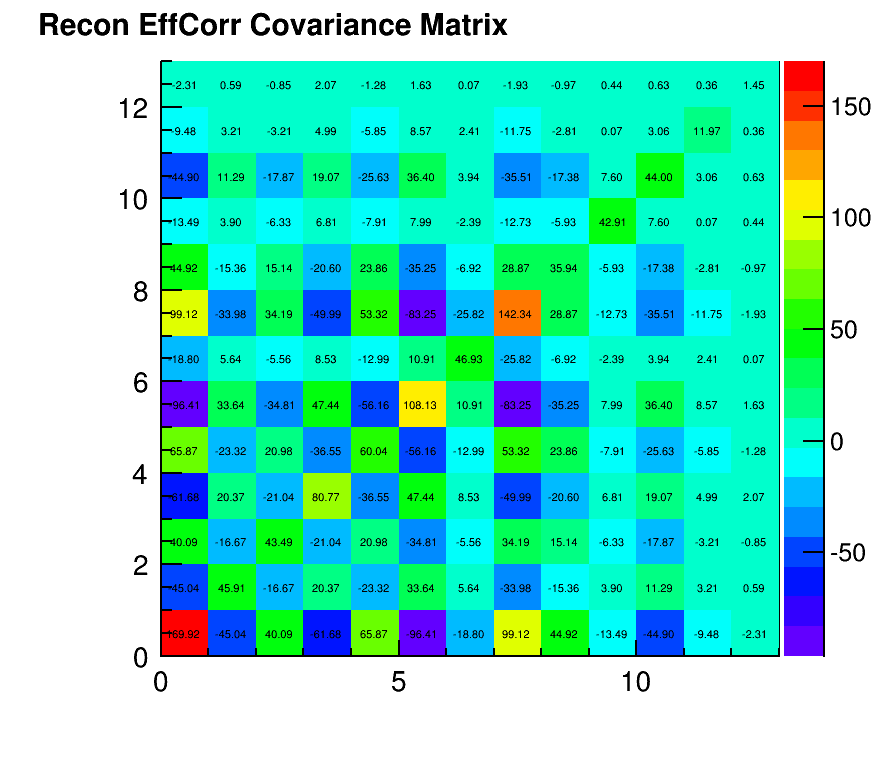 Recon EffCorr Covariance Matrix
-2.31 0.59 -0.85 2.07 -1.28 1.63 0.07 -1.93 -0.97 0.44 0.63 0.36 1.45
12 150
-9.48 3.21 -3.21 4.99 -5.85 8.57 2.41 -11.75 -2.81 0.07 3.06 11.97 0.36
-44.90 11.29 -17.87 19.07 -25.63 36.40 3.94 -35.51 -17.38 7.60 44.00 3.06 0.63
10 100
-13.49 3.90 -6.33 6.81 -7.91 7.99 -2.39 -12.73 -5.93 42.91 7.60 0.07 0.44
44.92 -15.36 15.14 -20.60 23.86 -35.25 -6.92 28.87 35.94 -5.93 -17.38 -2.81 -0.97
8
99.12 -33.98 34.19 -49.99 53.32 -83.25 -25.82 142.34 28.87 -12.73 -35.51 -11.75 -1.93
50
-18.80 5.64 -5.56 8.53 -12.99 10.91 46.93 -25.82 -6.92 -2.39 3.94 2.41 0.07
6
-96.41 33.64 -34.81 47.44 -56.16 108.13 10.91 -83.25 -35.25 7.99 36.40 8.57 1.63
0
65.87 -23.32 20.98 -36.55 60.04 -56.16 -12.99 53.32 23.86 -7.91 -25.63 -5.85 -1.28
4
-61.68 20.37 -21.04 80.77 -36.55 47.44 8.53 -49.99 -20.60 6.81 19.07 4.99 2.07
40.09 -16.67 43.49 -21.04 20.98 -34.81 -5.56 34.19 15.14 -6.33 -17.87 -3.21 -0.85
-50
2
-45.04 45.91 -16.67 20.37 -23.32 33.64 5.64 -33.98 -15.36 3.90 11.29 3.21 0.59
169.92 -45.04 40.09 -61.68 65.87 -96.41 -18.80 99.12 44.92 -13.49 -44.90 -9.48 -2.31
0
0 5 10